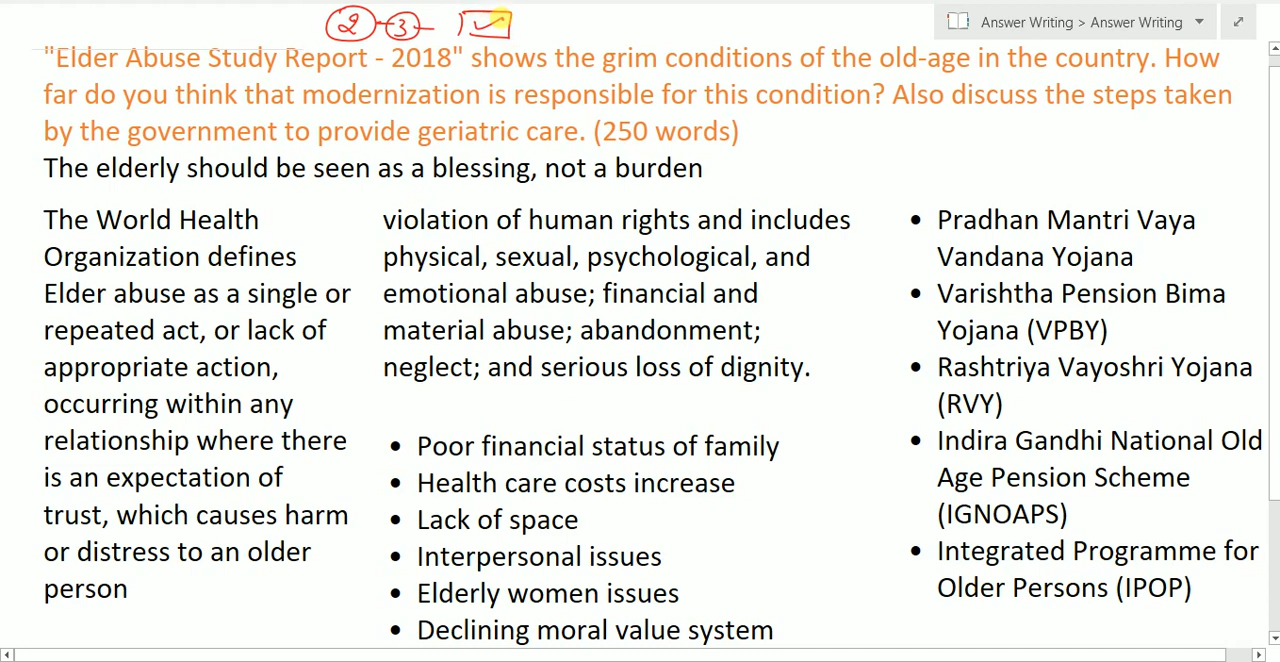 2 3
Answer Writing > Answer Writing
"Elder Abuse Study Report - 2018" shows the grim conditions of the old-age in the country. How
far do you think that modernization is responsible for this condition? Also discuss the steps taken
by the government to provide geriatric care. (250 words)
The elderly should be seen as a blessing, not a burden
The World Health
Organization defines
Elder abuse as a single or
repeated act, or lack of
appropriate action,
occurring within any
relationship where there
is an expectation of
trust, which causes harm
or distress to an older
person
violation of human rights and includes
physical, sexual, psychological, and
emotional abuse; financial and
material abuse; abandonment;
neglect; and serious loss of dignity.
• Poor financial status of family
• Health care costs increase
• Lack of space
• Interpersonal issues
• Elderly women issues
• Declining moral value system
• Pradhan Mantri Vaya
Vandana Yojana
• Varishtha Pension Bima
Yojana (VPBY)
• Rashtriya Vayoshri Yojana
(RVY)
• Indira Gandhi National Old
Age Pension Scheme
(IGNOAPS)
• Integrated Programme for
Older Persons (IPOP)